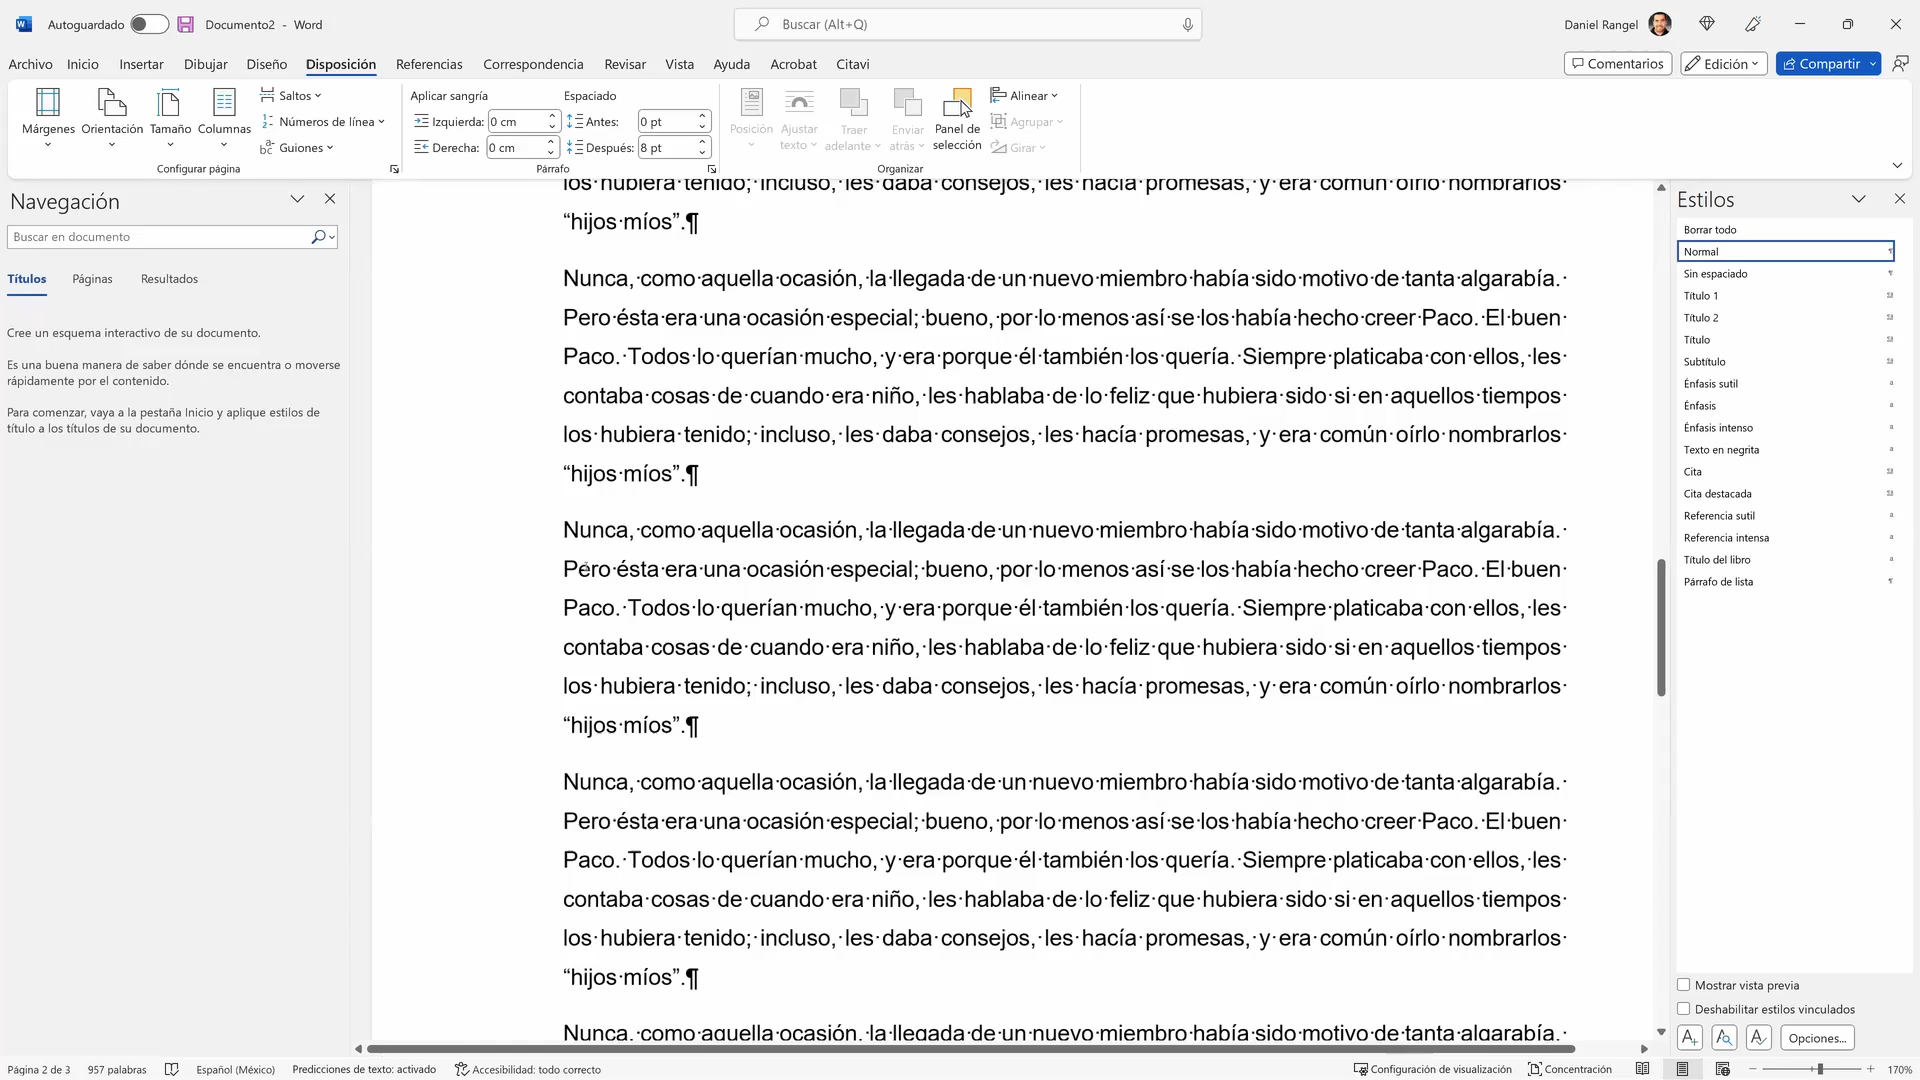 Autoguardado
Documento2 - Word
Buscar (Alt+Q)
Daniel Rangel
Archivo Inicio Insertar Dibujar Diseño Disposición Referencias Correspondencia Revisar Vista Ayuda Acrobat Citavi
Comentarios
Edición
Compartir
Márgenes
Orientación
Tamaño
Columnas
Saltos
Números de línea
Guiones
Configurar página
Aplicar sangría
Izquierda: 0 cm
Derecha: 0 cm
Espaciado
Antes: 0 pt
Después: 8 pt
Párrafo
Posición
Ajustar texto
Traer adelante
Enviar atrás
Panel de selección
Alinear
Agrupar
Girar
Organizar
Navegación
Buscar en documento
Títulos Páginas Resultados
Cree un esquema interactivo de su documento.
Es una buena manera de saber dónde se encuentra o moverse
rápidamente por el contenido.
Para comenzar, vaya a la pestaña Inicio y aplique estilos de
título a los títulos de su documento.
los·hubiera·tenido;·incluso,·les·daba·consejos,·les·hacía·promesas,·y·era·común·oírlo·nombrarlos·
“hijos·míos”.¶
Nunca,·como·aquella·ocasión,·la·llegada·de·un·nuevo·miembro·había·sido·motivo·de·tanta·algarabía.·
Pero·ésta·era·una·ocasión·especial;·bueno,·por·lo·menos·así·se·los·había·hecho·creer·Paco.·El·buen·
Paco.·Todos·lo·querían·mucho,·y·era·porque·él·también·los·quería.·Siempre·platicaba·con·ellos,·les·
contaba·cosas·de·cuando·era·niño,·les·hablaba·de·lo·feliz·que·hubiera·sido·si·en·aquellos·tiempos·
los·hubiera·tenido;·incluso,·les·daba·consejos,·les·hacía·promesas,·y·era·común·oírlo·nombrarlos·
“hijos·míos”.¶
Nunca,·como·aquella·ocasión,·la·llegada·de·un·nuevo·miembro·había·sido·motivo·de·tanta·algarabía.·
Pero·ésta·era·una·ocasión·especial;·bueno,·por·lo·menos·así·se·los·había·hecho·creer·Paco.·El·buen·
Paco.·Todos·lo·querían·mucho,·y·era·porque·él·también·los·quería.·Siempre·platicaba·con·ellos,·les·
contaba·cosas·de·cuando·era·niño,·les·hablaba·de·lo·feliz·que·hubiera·sido·si·en·aquellos·tiempos·
los·hubiera·tenido;·incluso,·les·daba·consejos,·les·hacía·promesas,·y·era·común·oírlo·nombrarlos·
“hijos·míos”.¶
Nunca,·como·aquella·ocasión,·la·llegada·de·un·nuevo·miembro·había·sido·motivo·de·tanta·algarabía.·
Pero·ésta·era·una·ocasión·especial;·bueno,·por·lo·menos·así·se·los·había·hecho·creer·Paco.·El·buen·
Paco.·Todos·lo·querían·mucho,·y·era·porque·él·también·los·quería.·Siempre·platicaba·con·ellos,·les·
contaba·cosas·de·cuando·era·niño,·les·hablaba·de·lo·feliz·que·hubiera·sido·si·en·aquellos·tiempos·
los·hubiera·tenido;·incluso,·les·daba·consejos,·les·hacía·promesas,·y·era·común·oírlo·nombrarlos·
“hijos·míos”.¶
Nunca,·como·aquella·ocasión,·la·llegada·de·un·nuevo·miembro·había·sido·motivo·de·tanta·algarabía.·
Estilos
Borrar todo
Normal
Sin espaciado
Título 1
Título 2
Título
Subtítulo
Énfasis sutil
Énfasis
Énfasis intenso
Texto en negrita
Cita
Cita destacada
Referencia sutil
Referencia intensa
Título del libro
Párrafo de lista
Mostrar vista previa
Deshabilitar estilos vinculados
Opciones...
Página 2 de 3
957 palabras
Español (México)
Predicciones de texto: activado
Accesibilidad: todo correcto
Configuración de visualización
Concentración
170%